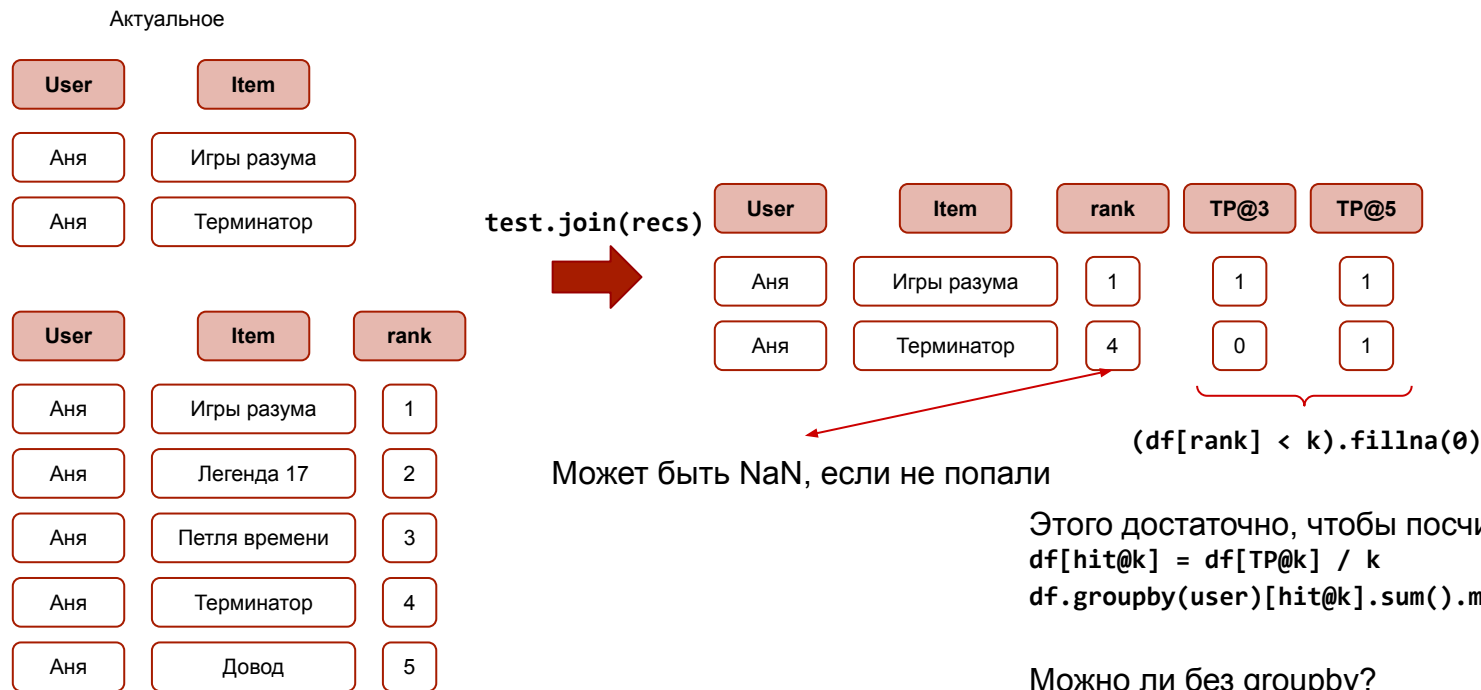 Актуальное
User Item
Аня Игры разума
Аня Терминатор
User Item rank
Аня Игры разума 1
Аня Легенда 17 2
Аня Петля времени 3
Аня Терминатор 4
Аня Довод 5
test.join(recs)
User Item rank TP@3 TP@5
Аня Игры разума 1 1 1
Аня Терминатор 4 0 1
(df[rank] < k).fillna(0)
Может быть NaN, если не попали
Этого достаточно, чтобы
df[hit@k] = df[TP@k] / k
df.groupby(user)[hit@k].sum()
Можно ли без groupby?